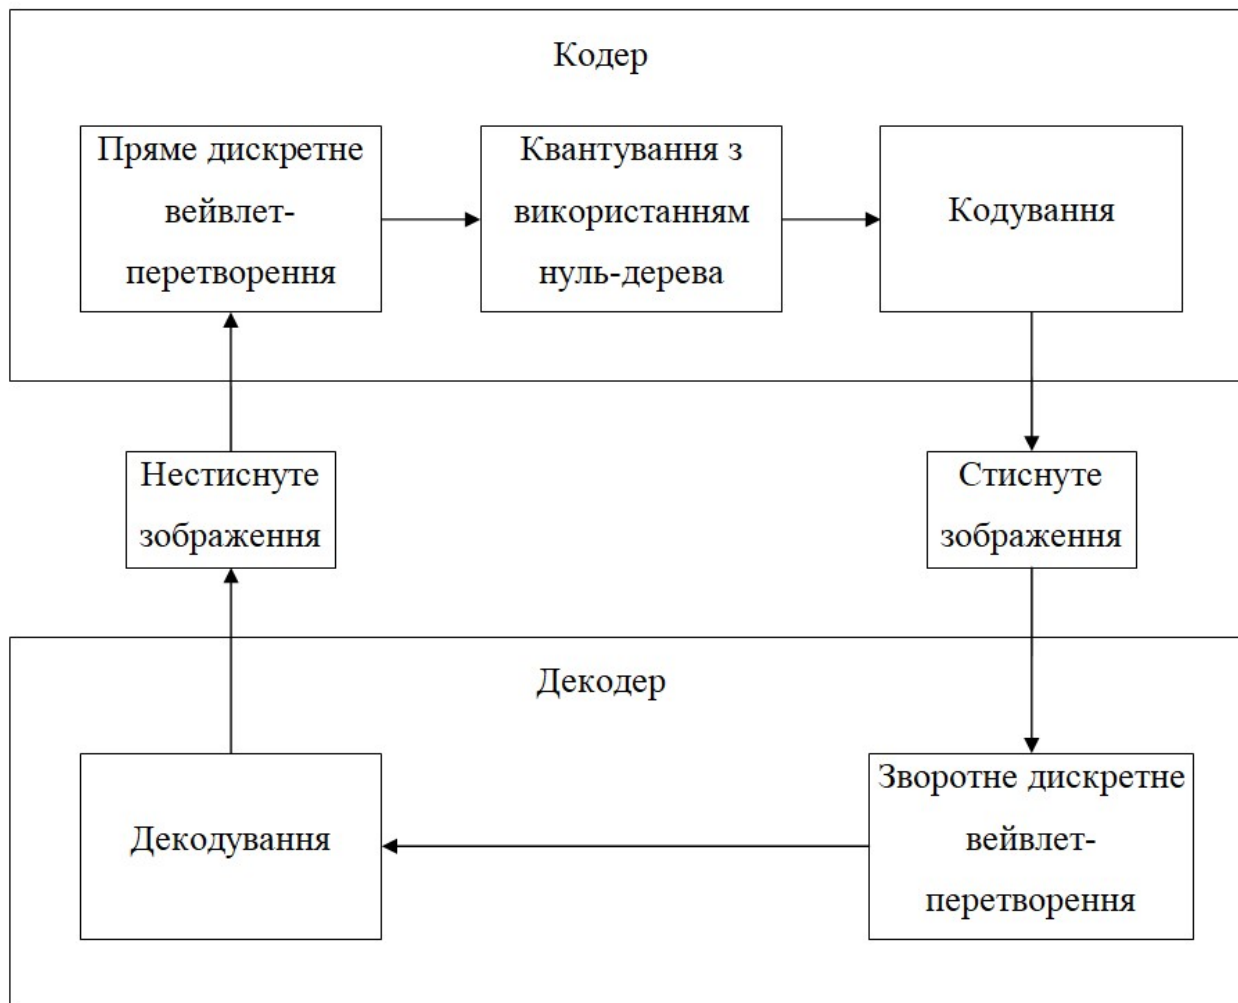 Кодер
Пряме дискретне
вейвлет-
перетворення
Квантування з
використанням
нуль-дерева
Кодування
Нестиснуте
зображення
Стиснуте
зображення
Декодер
Декодування
Зворотне дискретне
вейвлет-
перетворення